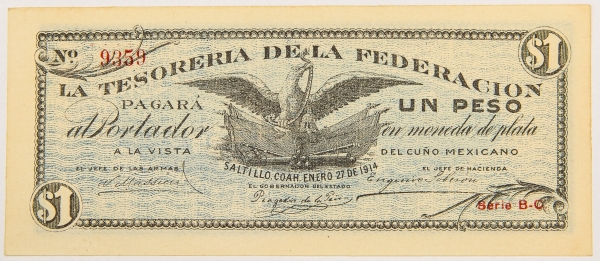 No 9359
$1
LA TESORERIA DE LA FEDERACION
PAGARÁ
UN PESO
al Portador
en moneda de plata
A LA VISTA
DEL CUÑO MEXICANO
SALTILLO, COAH. ENERO 27 DE 1914
EL JEFE DE LAS ARMAS
EL JEFE DE HACIENDA
EL GOBERNADOR DEL ESTADO
$1
Serie B-O